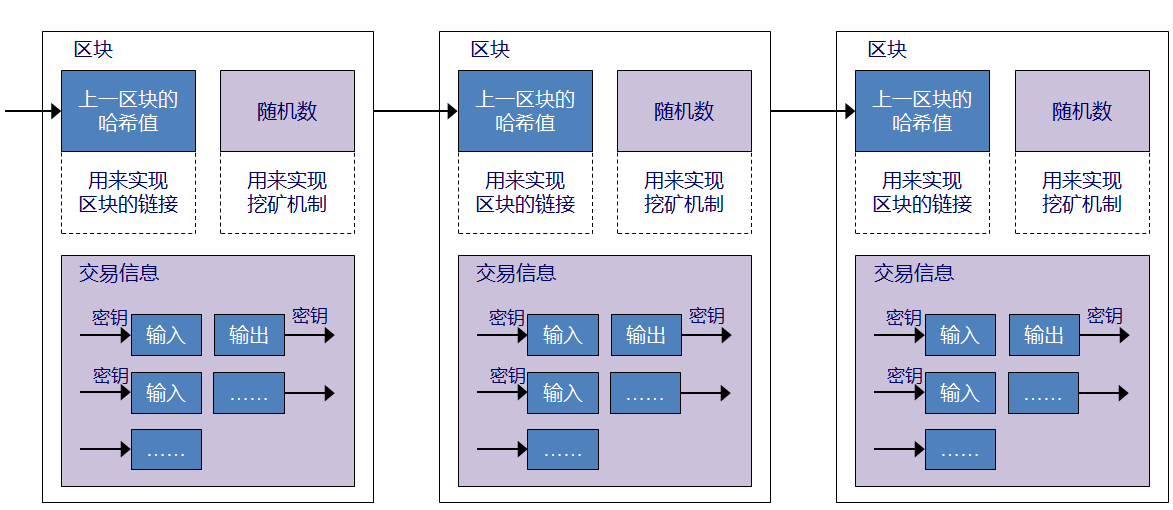 区块
上一区块的
哈希值
随机数
用来实现
区块的链接
用来实现
挖矿机制
交易信息
密钥
输入
输出
密钥
密钥
输入
……
……
区块
上一区块的
哈希值
随机数
用来实现
区块的链接
用来实现
挖矿机制
交易信息
密钥
输入
输出
密钥
密钥
输入
……
……
区块
上一区块的
哈希值
随机数
用来实现
区块的链接
用来实现
挖矿机制
交易信息
密钥
输入
输出
密钥
密钥
输入
……
……